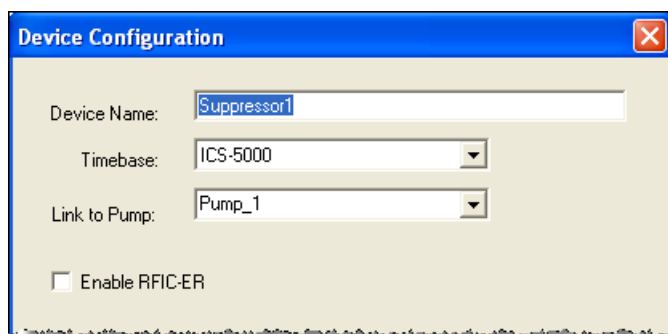 Device Configuration
Device Name: Suppressor1
Timebase: ICS-5000
Link to Pump: Pump_1
Enable RFIC-ER